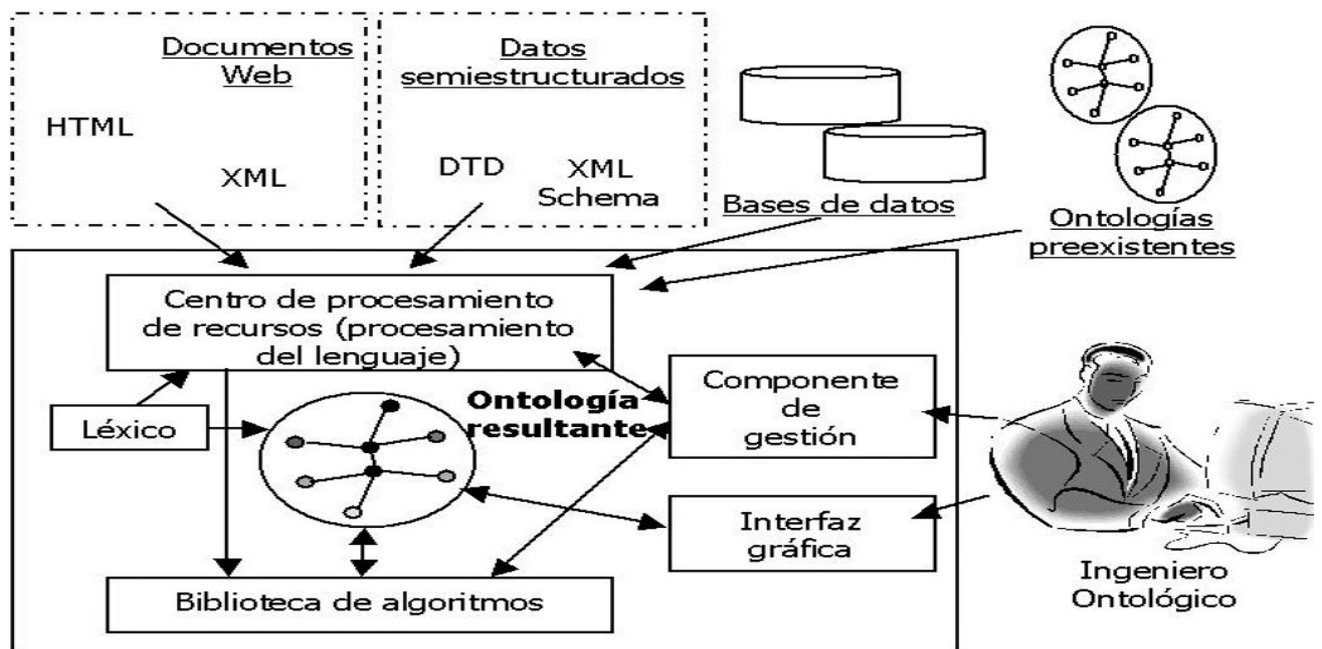 Documentos
Web
HTML
XML
Datos
semiestructurados
DTD
XML
Schema
Bases de datos
Ontologías
preexistentes
Centro de procesamiento
de recursos (procesamiento
del lenguaje)
Léxico
Ontología
resultante
Componente
de
gestión
Interfaz
gráfica
Biblioteca de algoritmos
Ingeniero
Ontológico